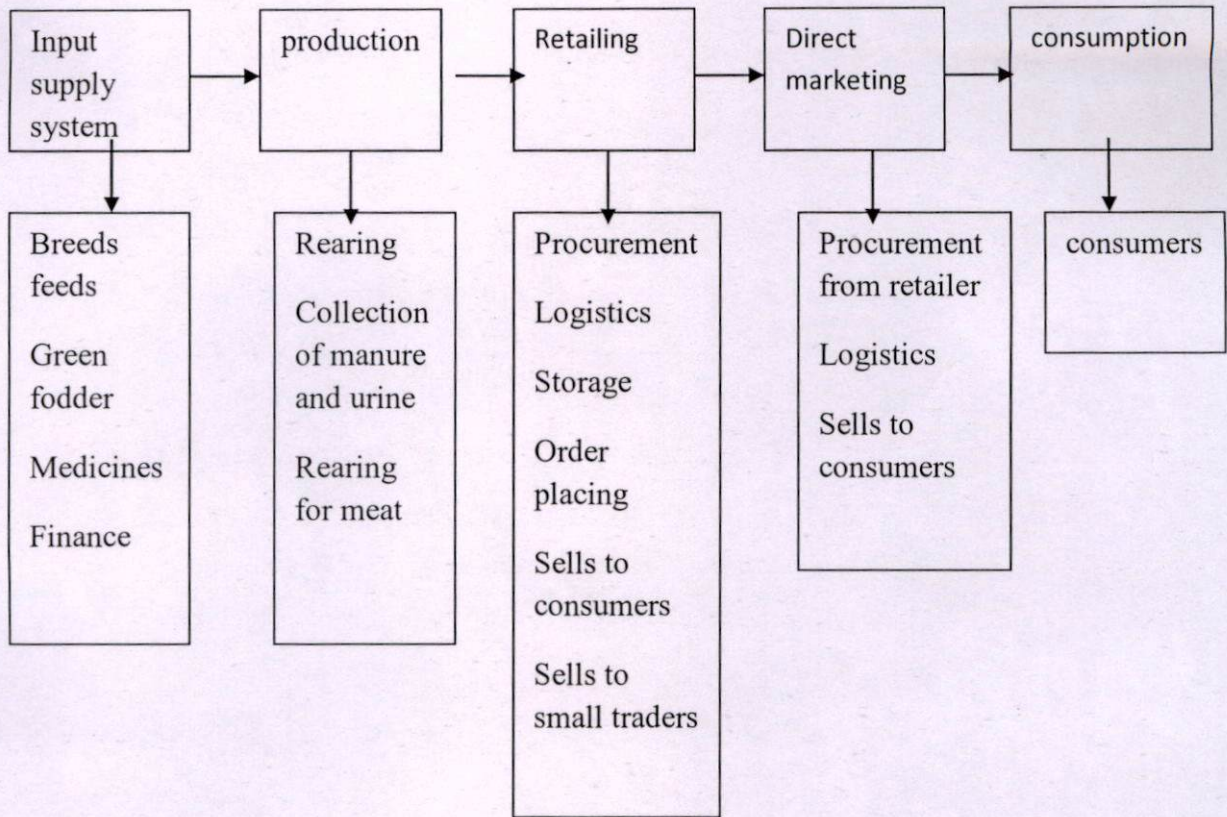 Input
supply
system
production
Retailing
Direct
marketing
consumption
Breeds
feeds
Green
fodder
Medicines
Finance
Rearing
Collection
of manure
and urine
Rearing
for meat
Procurement
Logistics
Storage
Order
placing
Sells to
consumers
Sells to
small traders
Procurement
from retailer
Logistics
Sells to
consumers
consumers